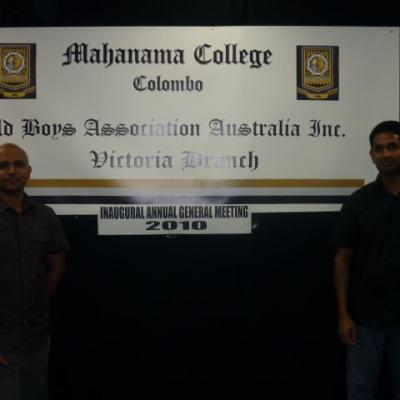 Mahanama College
Colombo
ld Boys Association Australia Inc.
Victoria Branch
INAUGURAL ANNUAL GENERAL MEETING
2010